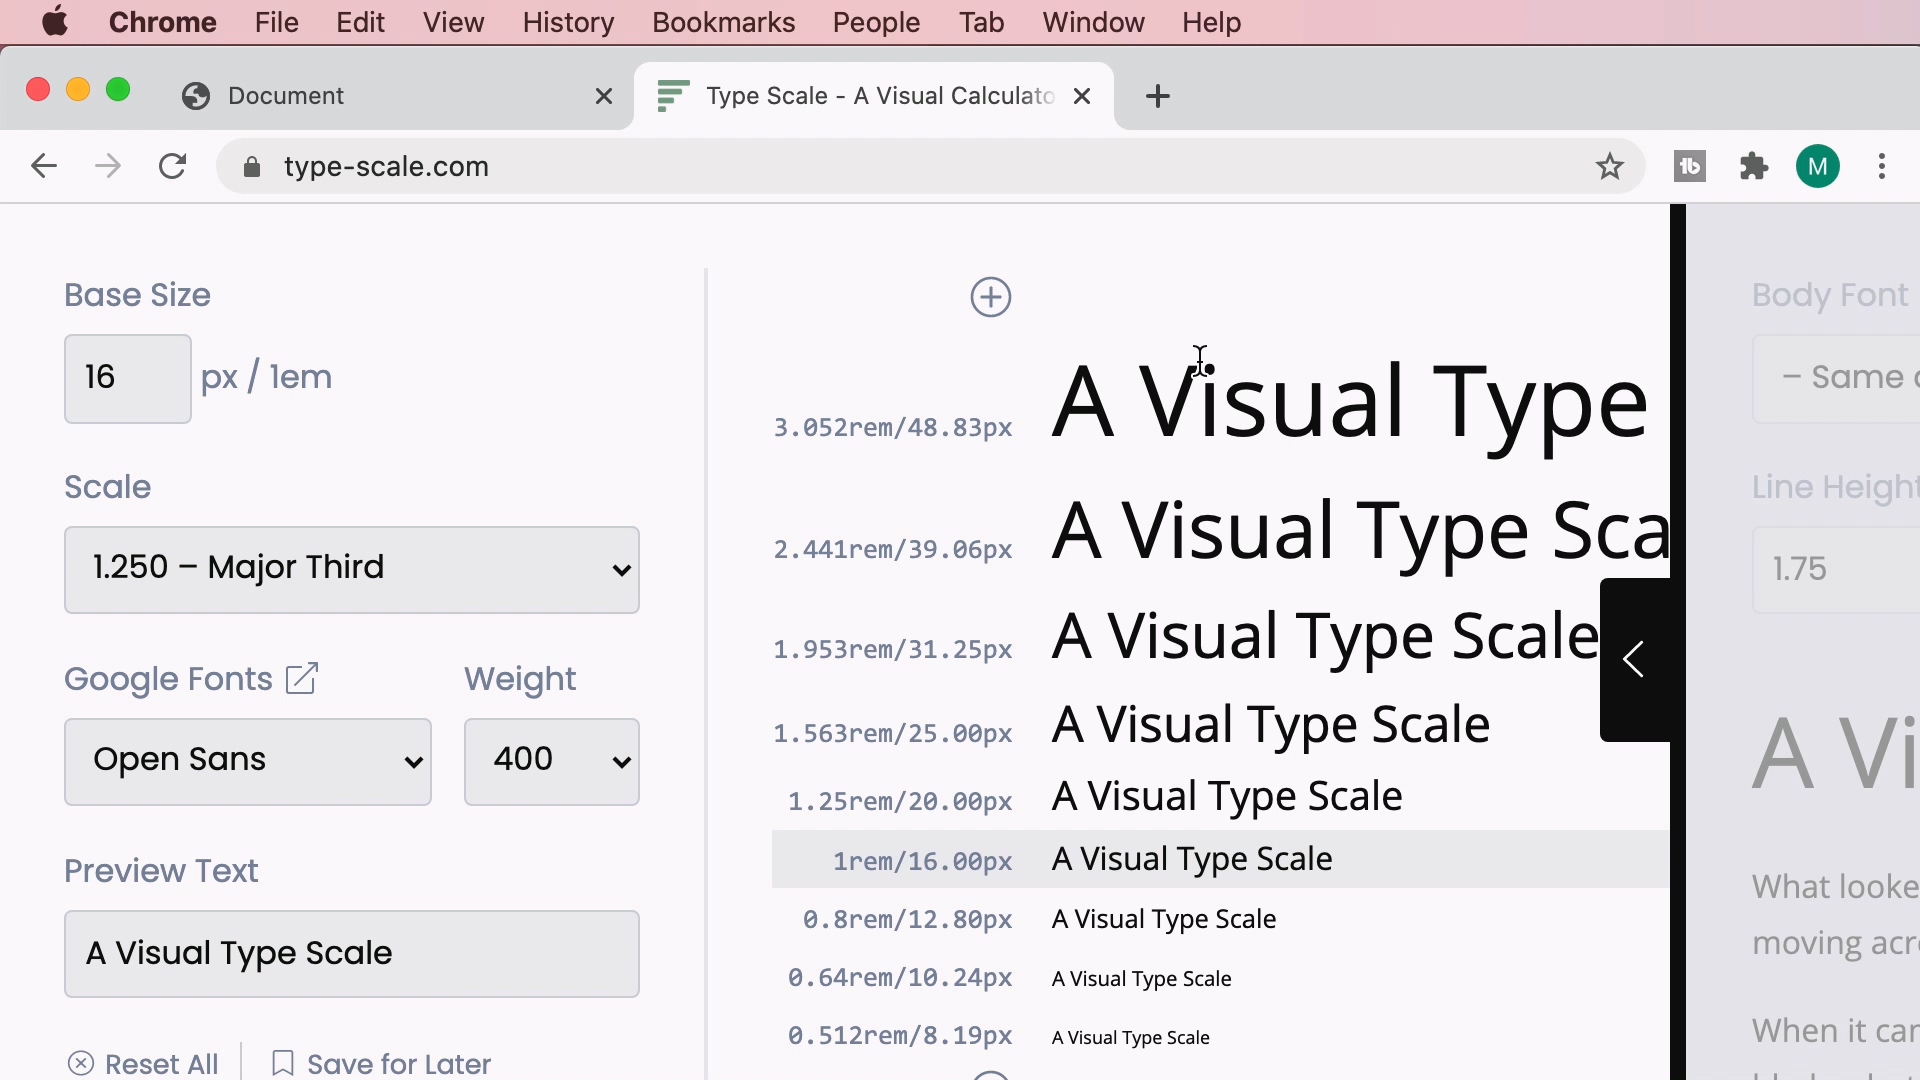 Chrome File Edit View History Bookmarks People Tab Window Help
Document
Type Scale - A Visual Calculato
type-scale.com
M
Base Size
16 px / 1em
Scale
1.250 – Major Third
Google Fonts Weight
Open Sans 400
Preview Text
A Visual Type Scale
Reset All Save for Later
3.052rem/48.83px A Visual Type
2.441rem/39.06px A Visual Type Sca
1.953rem/31.25px A Visual Type Scale
1.563rem/25.00px A Visual Type Scale
1.25rem/20.00px A Visual Type Scale
1rem/16.00px A Visual Type Scale
0.8rem/12.80px A Visual Type Scale
0.64rem/10.24px A Visual Type Scale
0.512rem/8.19px A Visual Type Scale
Body Font
– Same
Line Height
1.75
A Vi
What looke
moving acr
When it can